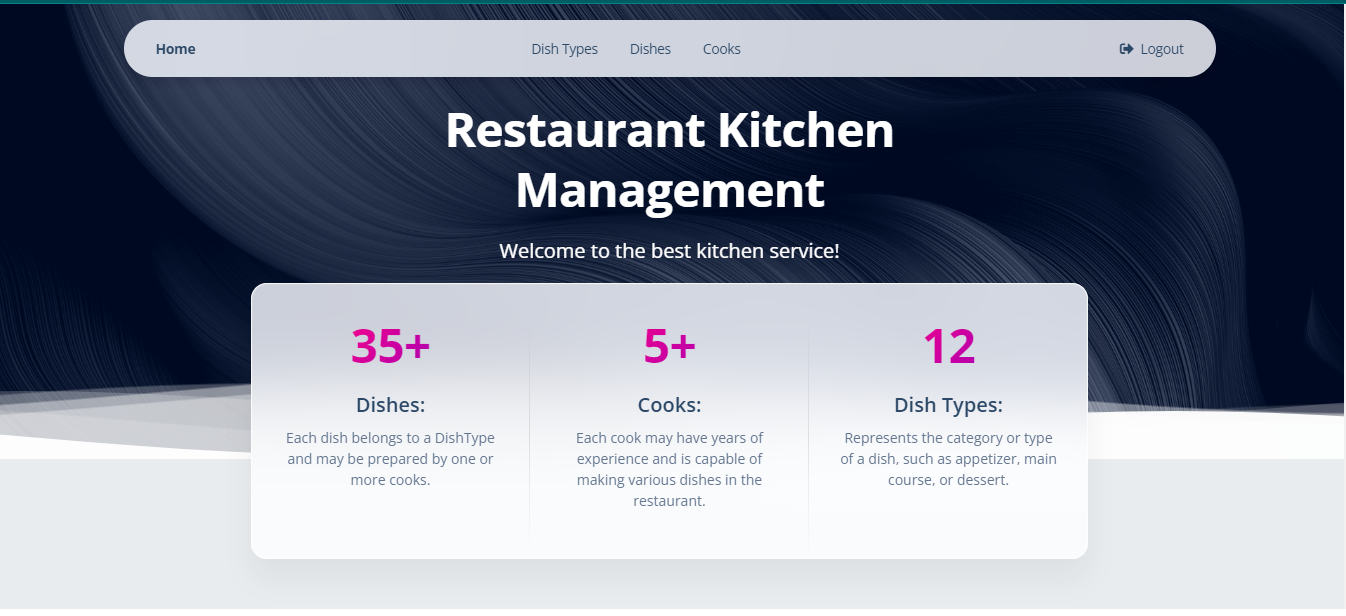 Home
Dish Types
Dishes
Cooks
Logout
Restaurant Kitchen
Management
Welcome to the best kitchen service!
35+
Dishes:
Each dish belongs to a DishType
and may be prepared by one or
more cooks.
5+
Cooks:
Each cook may have years of
experience and is capable of
making various dishes in the
restaurant.
12
Dish Types:
Represents the category or type
of a dish, such as appetizer, main
course, or dessert.